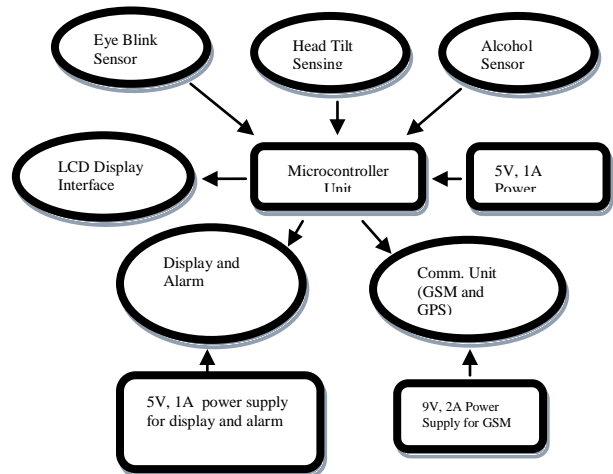 Eye Blink
Sensor
Head Tilt
Sensing
Alcohol
Sensor
LCD Display
Interface
Microcontroller
Unit
5V, 1A
Power
Display and
Alarm
Comm. Unit
(GSM and
GPS)
5V, 1A power supply
for display and alarm
9V, 2A Power
Supply for GSM